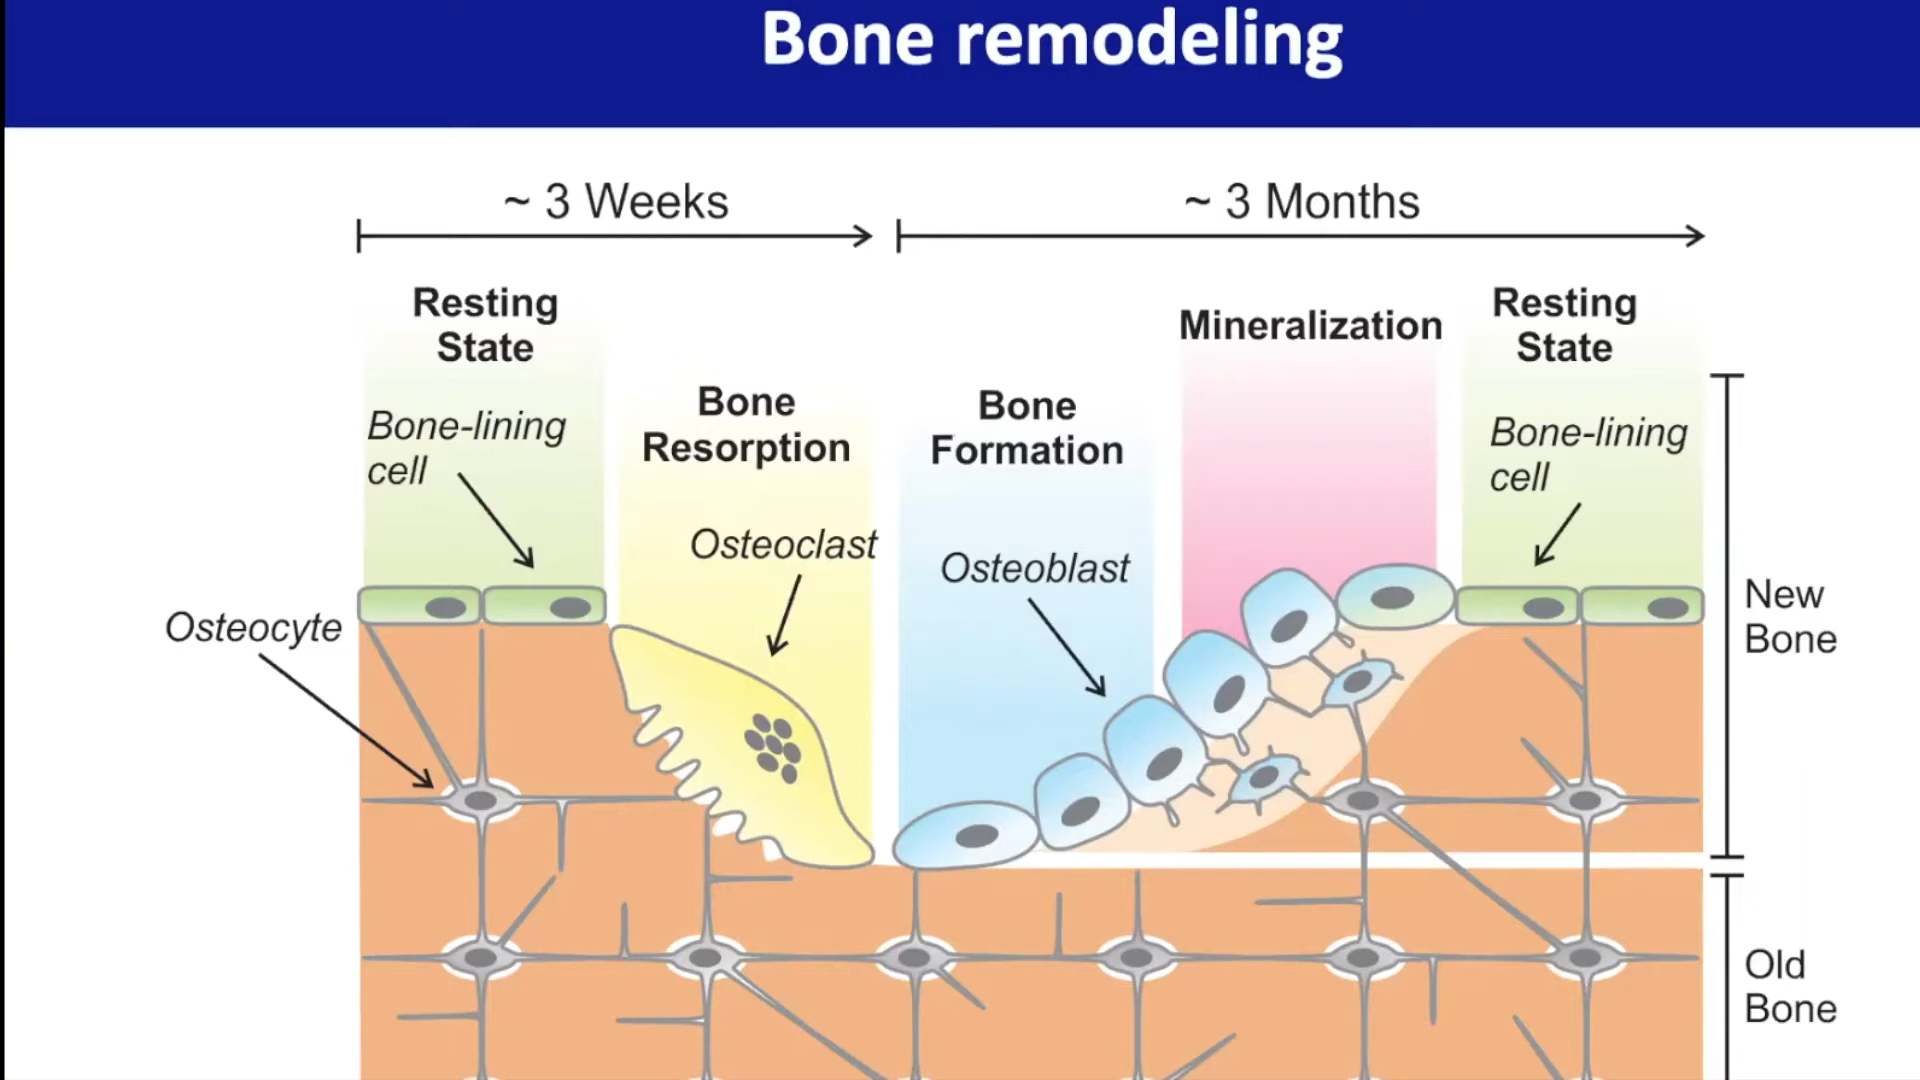 Bone remodeling
~ 3 Weeks
~ 3 Months
Resting
State
Bone-lining
cell
Bone
Resorption
Osteoclast
Bone
Formation
Osteoblast
Mineralization
Resting
State
Bone-lining
cell
Osteocyte
New
Bone
Old
Bone